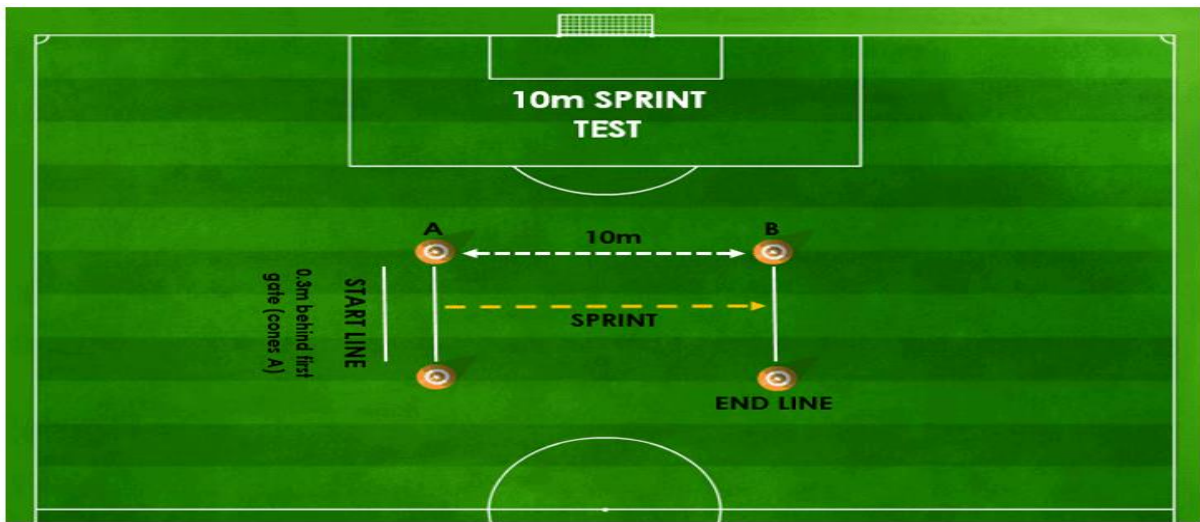 10m SPRINT
TEST
A
B
10m
START LINE
0.3m behind first
gate (cones A)
SPRINT
END LINE